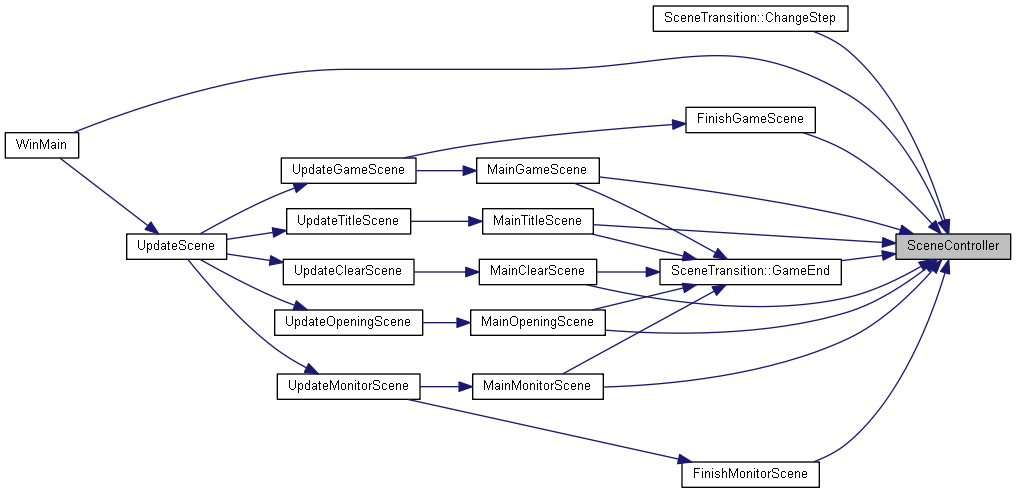 SceneTransition::ChangeStep
FinishGameScene
WinMain
UpdateGameScene
MainGameScene
UpdateTitleScene
MainTitleScene
UpdateScene
SceneController
UpdateClearScene
MainClearScene
SceneTransition::GameEnd
UpdateOpeningScene
MainOpeningScene
UpdateMonitorScene
MainMonitorScene
FinishMonitorScene